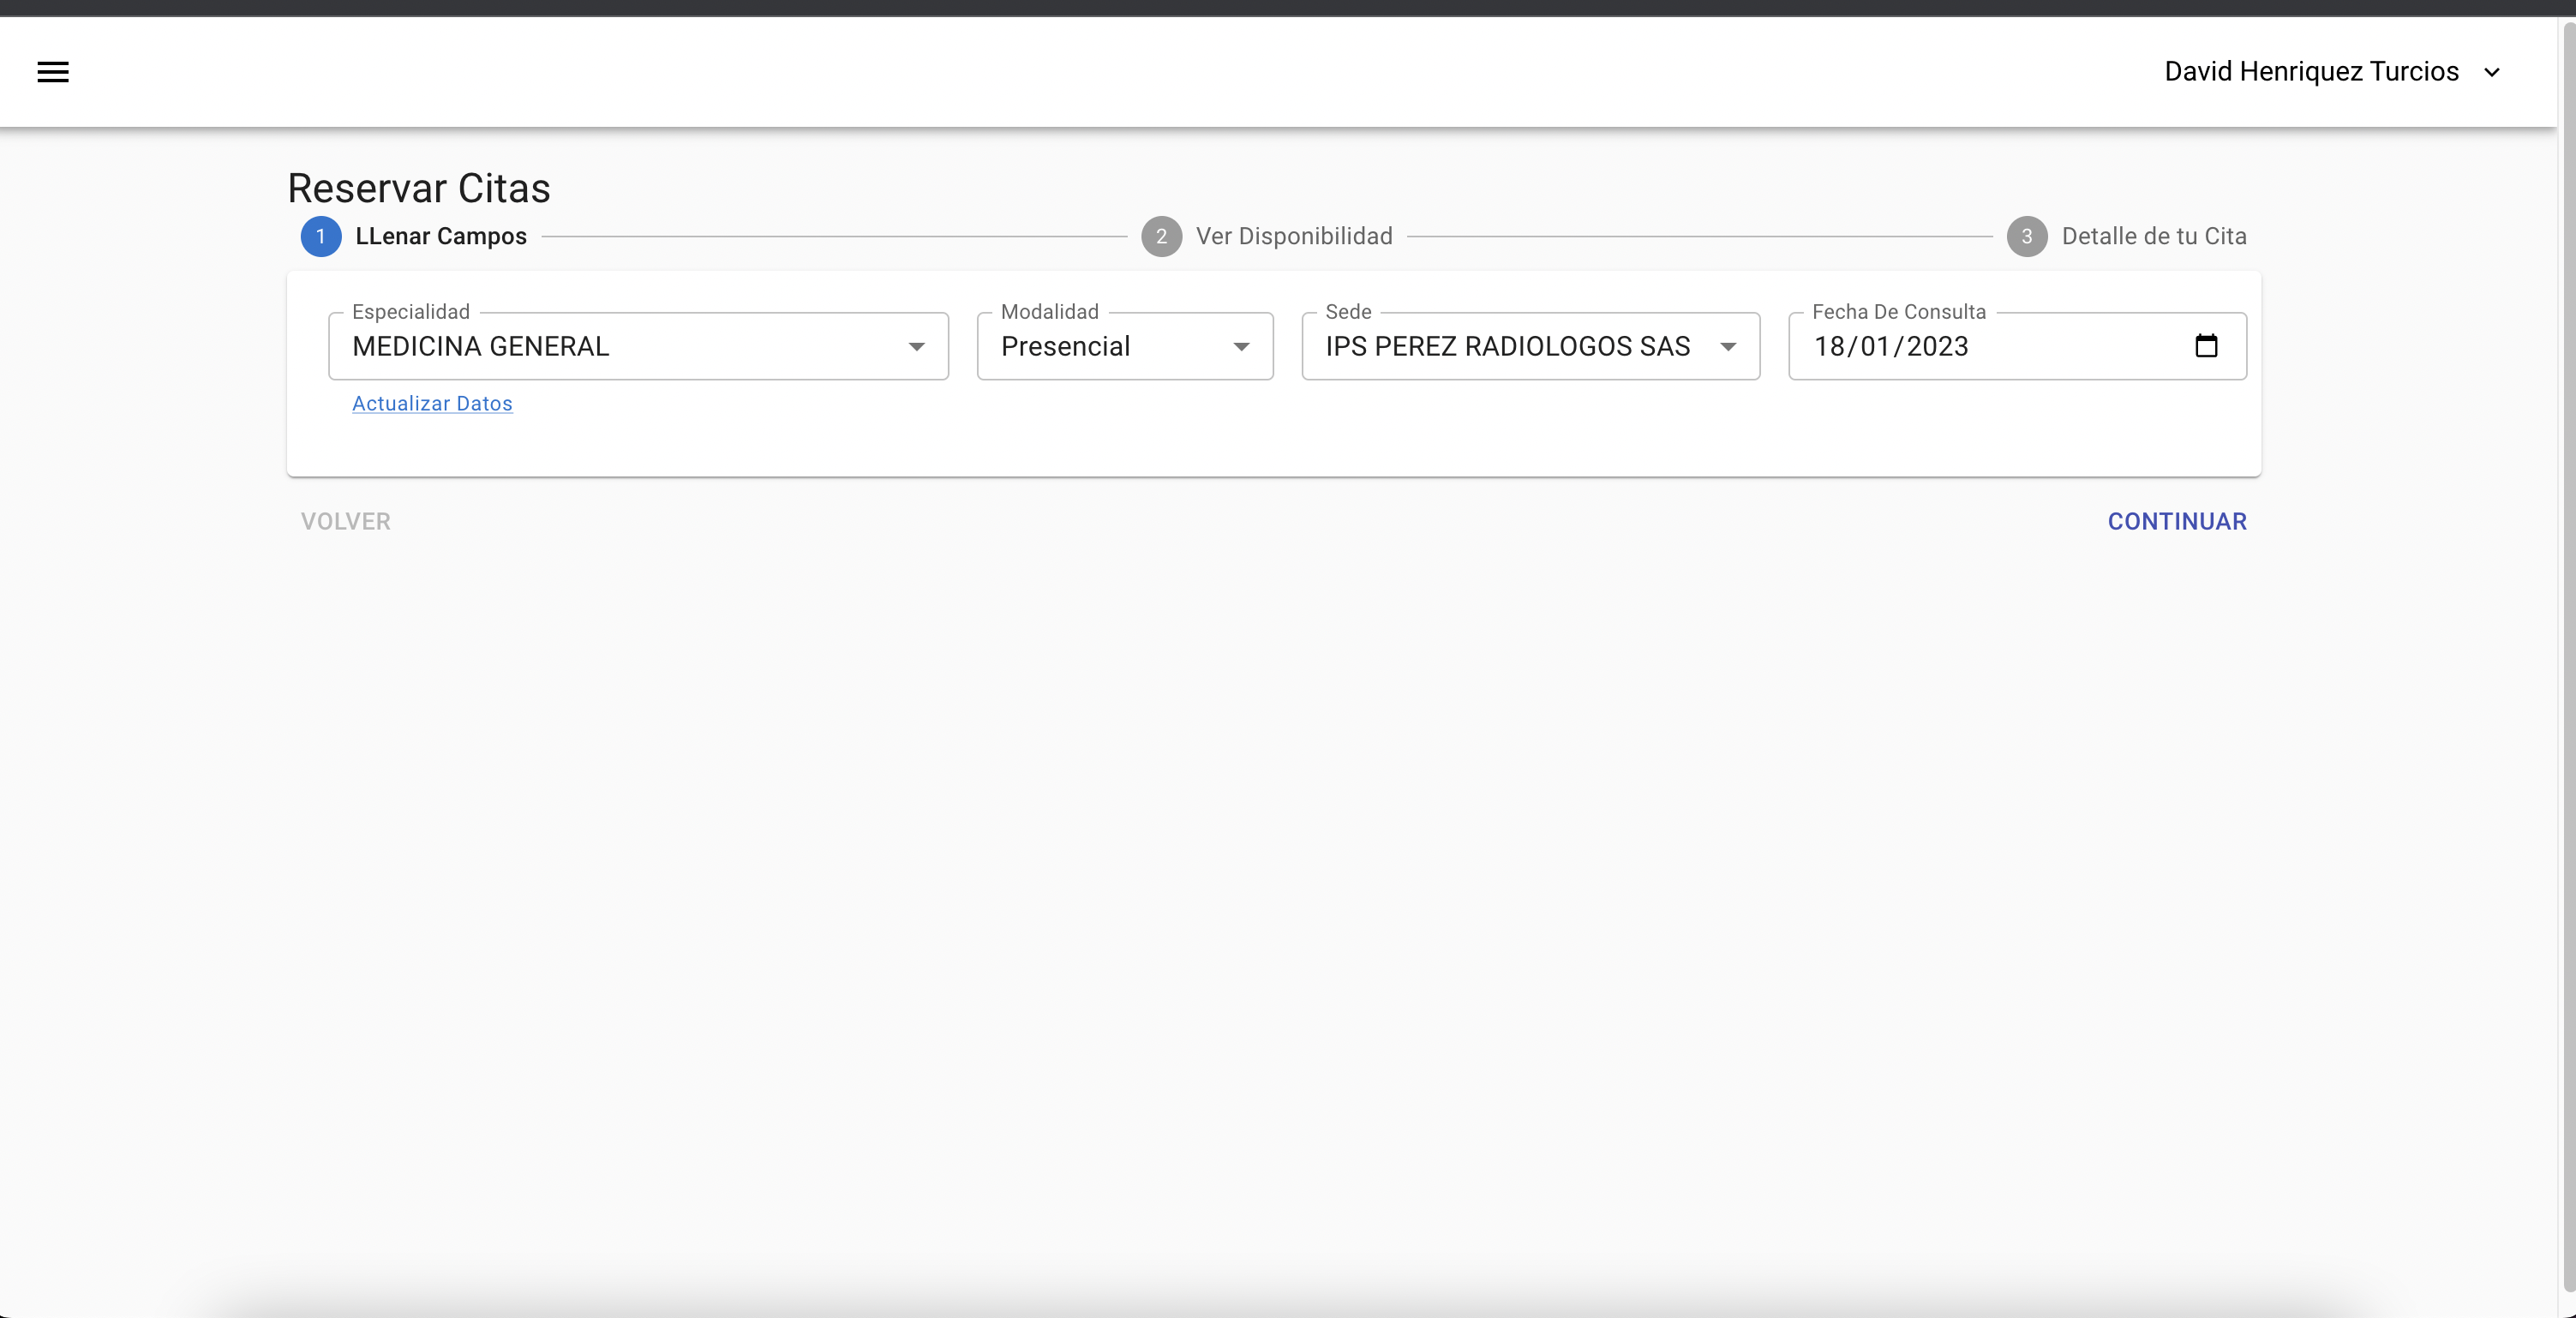 David Henriquez Turcios
Reservar Citas
1 LLenar Campos 2 Ver Disponibilidad 3 Detalle de tu Cita
Especialidad Modalidad Sede Fecha De Consulta
MEDICINA GENERAL Presencial IPS PEREZ RADIOLOGOS SAS 18/01/2023
Actualizar Datos
VOLVER CONTINUAR